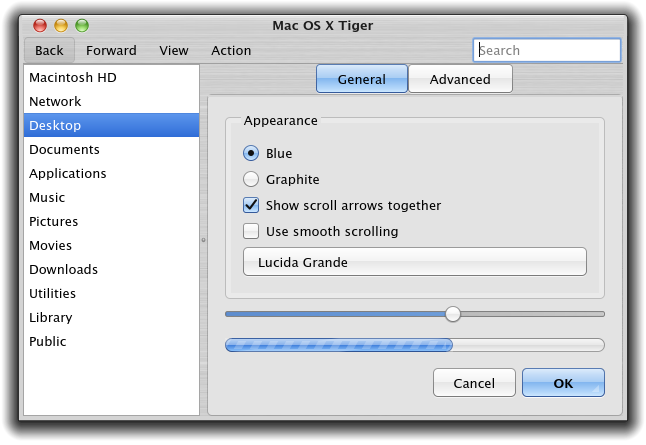 Mac OS X Tiger
Back Forward View Action Search
Macintosh HD
Network
Desktop
Documents
Applications
Music
Pictures
Movies
Downloads
Utilities
Library
Public
General Advanced
Appearance
Blue
Graphite
Show scroll arrows together
Use smooth scrolling
Lucida Grande
Cancel OK